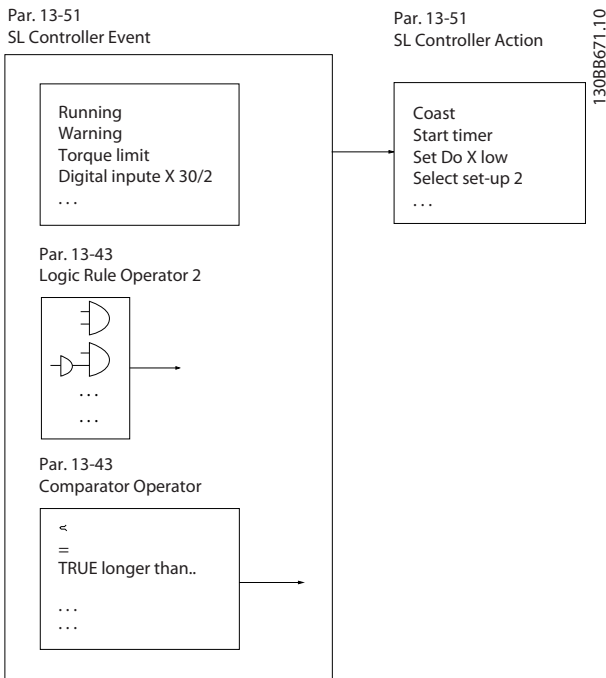 Par. 13-51
SL Controller Event
Par. 13-51
SL Controller Action
130BB671.10
Running
Warning
Torque limit
Digital inpute X 30/2
. . .
Coast
Start timer
Set Do X low
Select set-up 2
. . .
Par. 13-43
Logic Rule Operator 2
. . .
. . .
Par. 13-43
Comparator Operator
<
=
TRUE longer than..
. . .
. . .